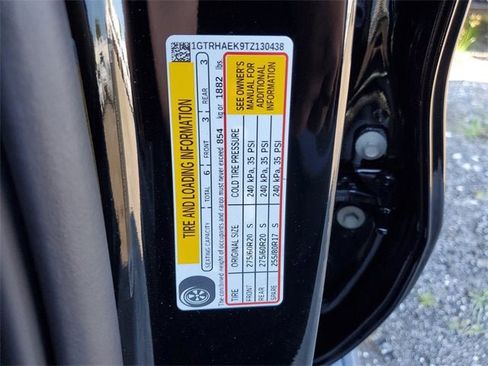 1GTRHAEK9TZ130438
TIRE AND LOADING INFORMATION
SEATING CAPACITY TOTAL 6 FRONT 3 REAR 3
The combined weight of occupants and cargo must never exceed 854 kg or 1882 lbs.
TIRE ORIGINAL SIZE COLD TIRE PRESSURE
FRONT 275/60R20 S 240 kPa, 35 PSI
REAR 275/60R20 S 240 kPa, 35 PSI
SPARE 255/80R17 S 240 kPa, 35 PSI
SEE OWNER'S
MANUAL FOR
ADDITIONAL
INFORMATION